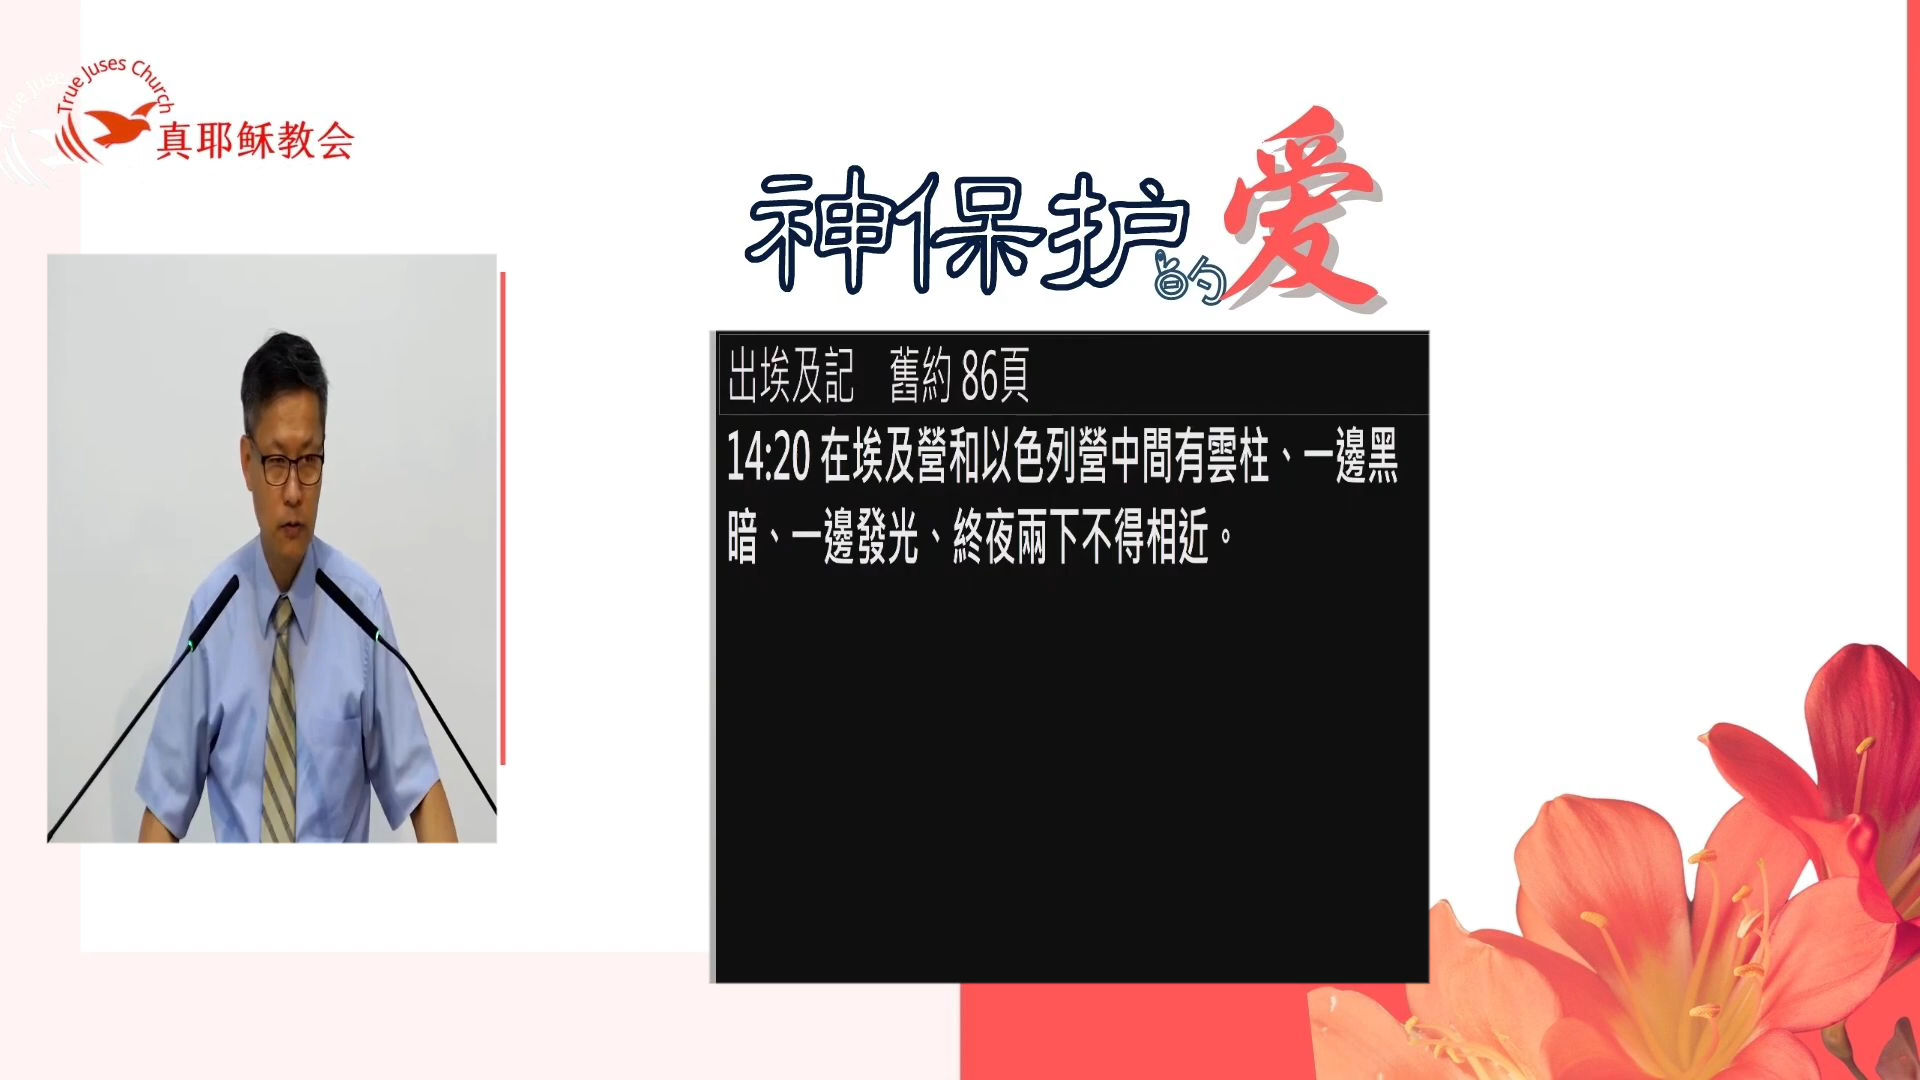 True Juses Church
真耶稣教会
神保护的爱
出埃及記　舊約 86頁
14:20 在埃及營和以色列營中間有雲柱、一邊黑
暗、一邊發光、終夜兩下不得相近。